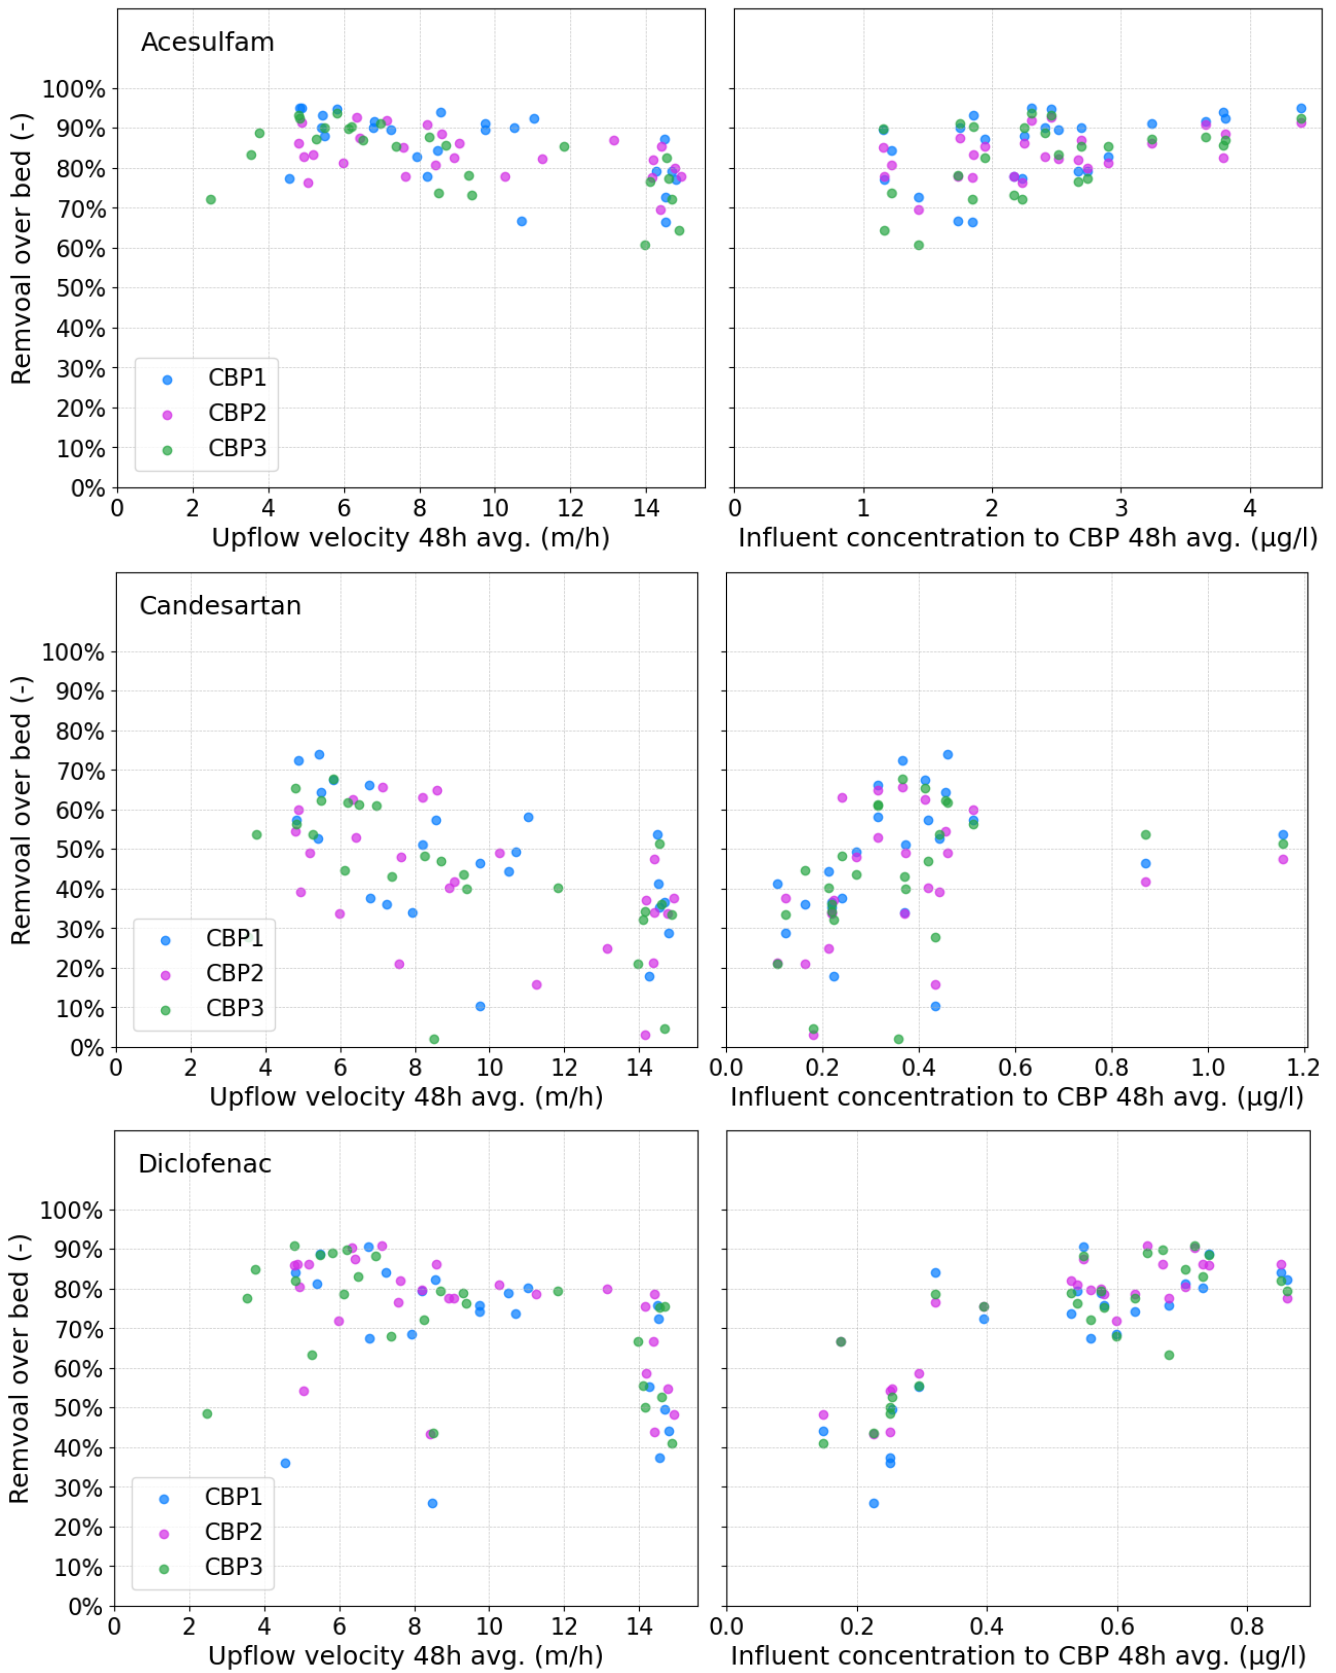 Acesulfam
Remvoal over bed (-)
100%
90%
80%
70%
60%
50%
40%
30%
20%
10%
0%
CBP1
CBP2
CBP3
0 2 4 6 8 10 12 14
Upflow velocity 48h avg. (m/h)
0 1 2 3 4
Influent concentration to CBP 48h avg. (µg/l)
Candesartan
Remvoal over bed (-)
100%
90%
80%
70%
60%
50%
40%
30%
20%
10%
0%
CBP1
CBP2
CBP3
0 2 4 6 8 10 12 14
Upflow velocity 48h avg. (m/h)
0.0 0.2 0.4 0.6 0.8 1.0 1.2
Influent concentration to CBP 48h avg. (µg/l)
Diclofenac
Remvoal over bed (-)
100%
90%
80%
70%
60%
50%
40%
30%
20%
10%
0%
CBP1
CBP2
CBP3
0 2 4 6 8 10 12 14
Upflow velocity 48h avg. (m/h)
0.0 0.2 0.4 0.6 0.8
Influent concentration to CBP 48h avg. (µg/l)